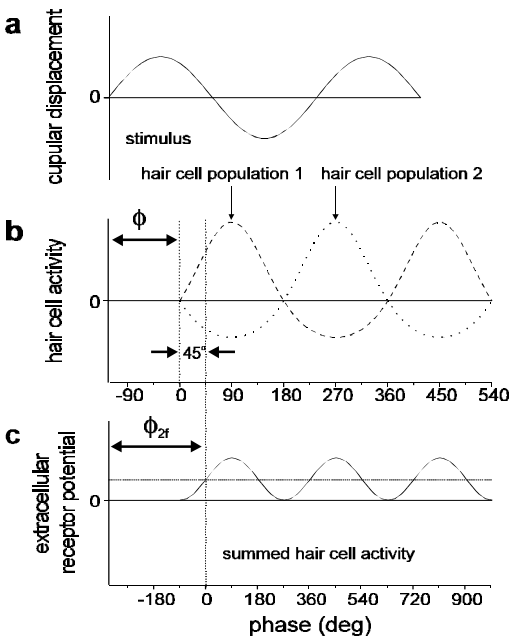 a
cupular displacement
0
stimulus
hair cell population 1 hair cell population 2
b
ϕ
hair cell activity
0
45°
-90 0 90 180 270 360 450 540
c
ϕ2f
extracellular
receptor potential
0
summed hair cell activity
-180 0 180 360 540 720 900
phase (deg)